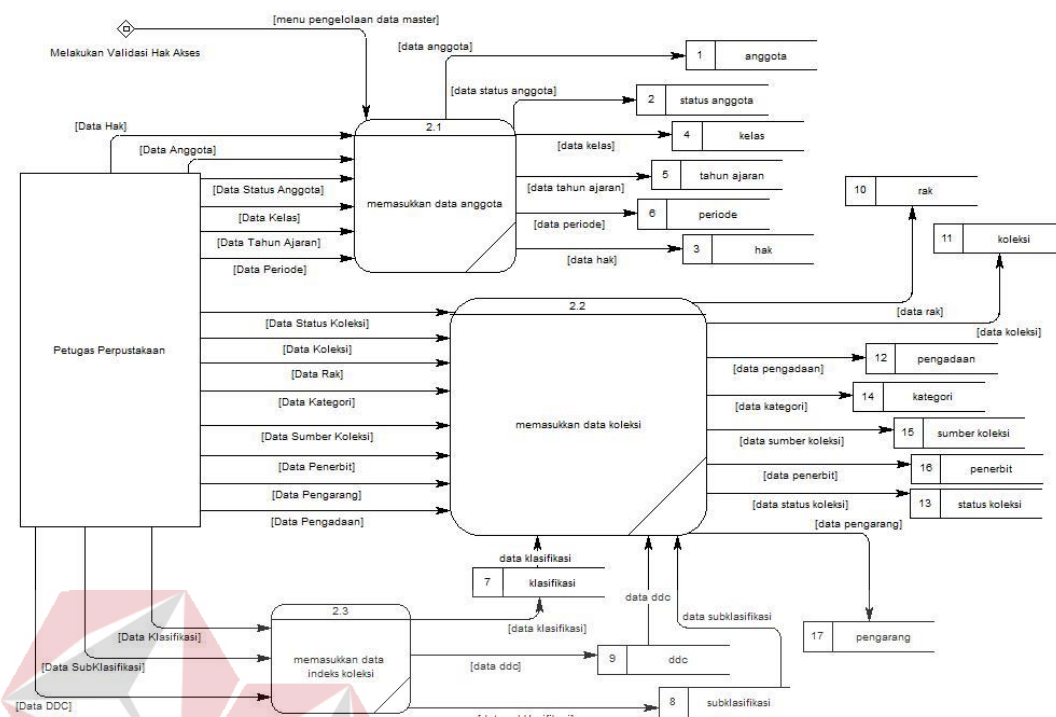 [menu pengelolaan data master]
Melakukan Validasi Hak Akses
[data anggota]
1 anggota
[data status anggota]
2 status anggota
[Data Hak]
2.1
4 kelas
[data kelas]
[Data Anggota]
5 tahun ajaran
[Data Status Anggota]
[data tahun ajaran]
10 rak
memasukkan data anggota
[Data Kelas]
6 periode
[data periode]
[Data Tahun Ajaran]
11 koleksi
3 hak
[data hak]
[Data Periode]
2.2
[data rak]
[Data Status Koleksi]
[data koleksi]
Petugas Perpustakaan
[Data Koleksi]
12 pengadaan
[data pengadaan]
[Data Rak]
14 kategori
[Data Kategori]
[data kategori]
memasukkan data koleksi
15 sumber koleksi
[Data Sumber Koleksi]
[data sumber koleksi]
16 penerbit
[Data Penerbit]
[data penerbit]
[Data Pengarang]
13 status koleksi
[data status koleksi]
[Data Pengadaan]
[data pengarang]
data klasifikasi
7 klasifikasi
data ddc
2.3
data subklasifikasi
[data klasifikasi]
[Data Klasifikasi]
17 pengarang
memasukkan data
indeks koleksi
9 ddc
[Data SubKlasifikasi]
[data ddc]
8 subklasifikasi
[Data DDC]